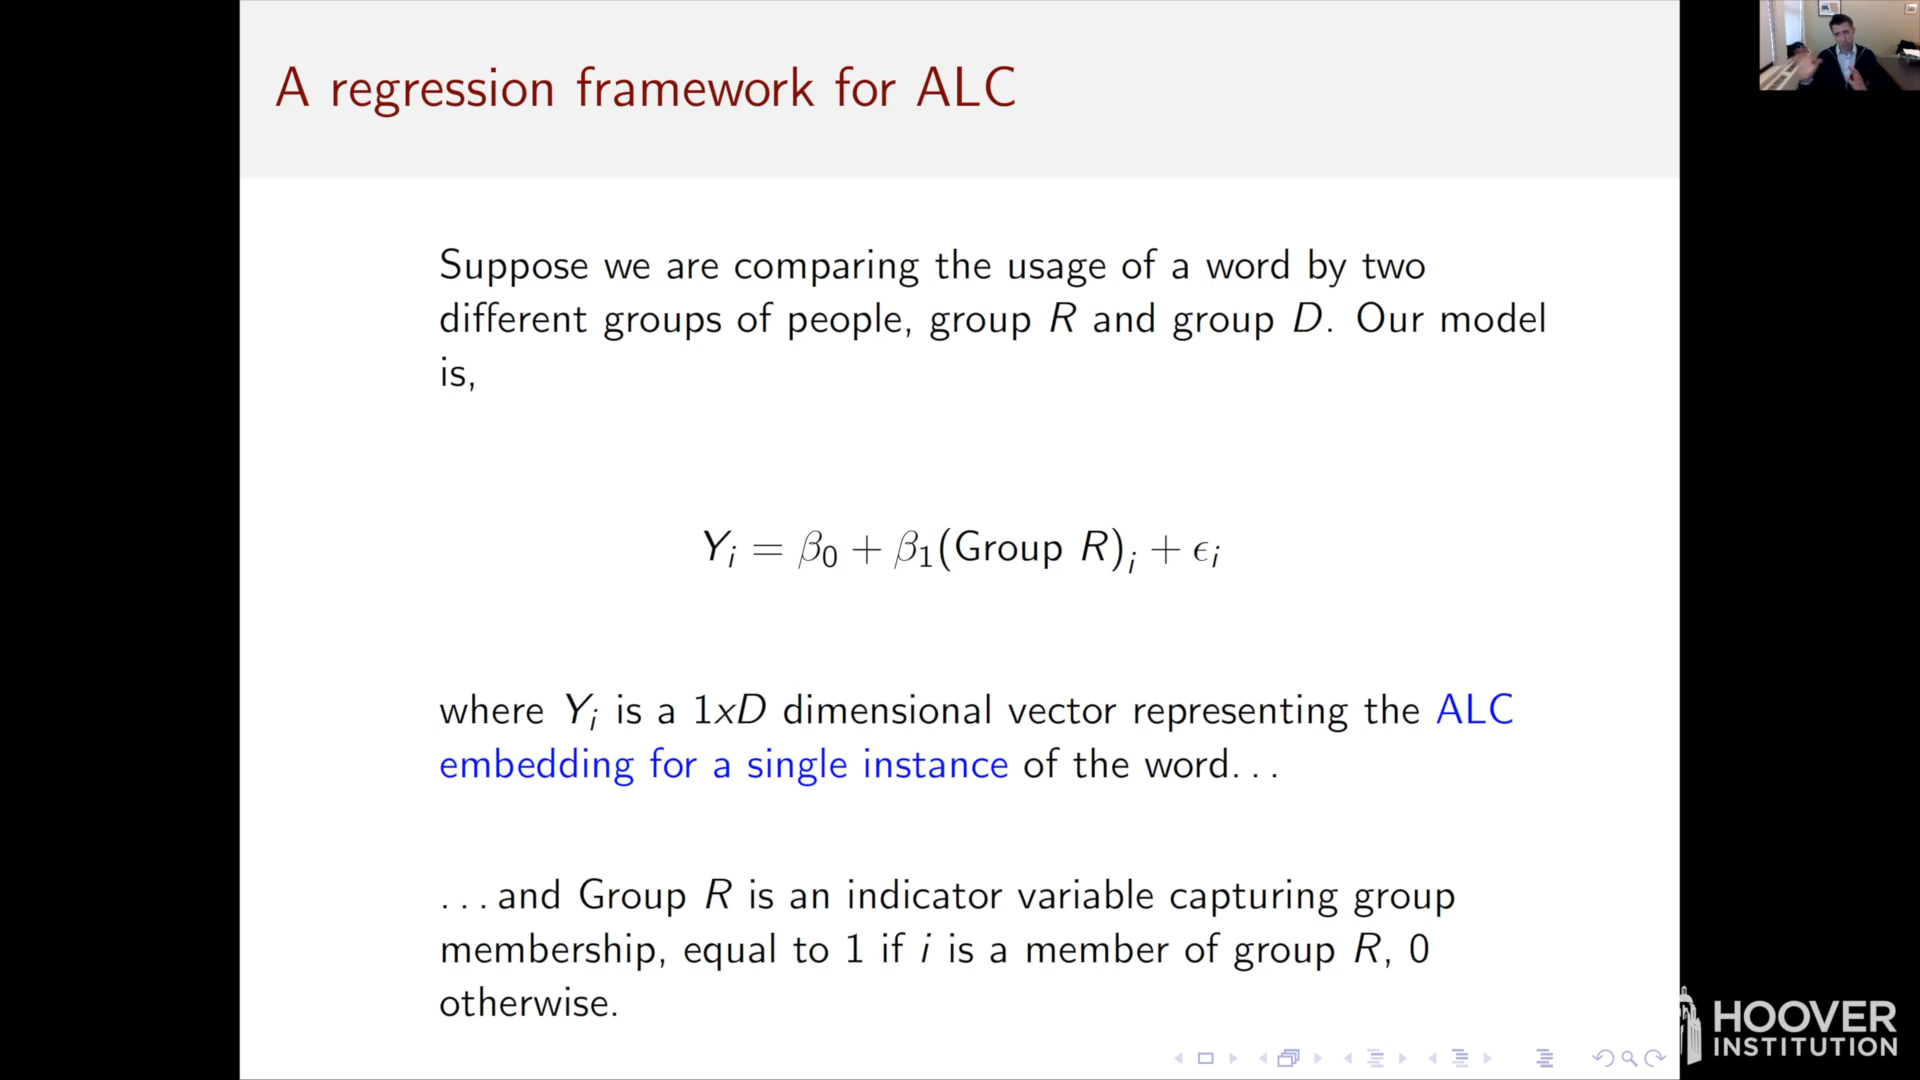 A regression framework for ALC
Suppose we are comparing the usage of a word by two
different groups of people, group R and group D. Our model
is,
Yᵢ = β₀ + β₁(Group R)ᵢ + ϵᵢ
where Yᵢ is a 1xD dimensional vector representing the ALC
embedding for a single instance of the word...
...and Group R is an indicator variable capturing group
membership, equal to 1 if i is a member of group R, 0
otherwise.
HOOVER
INSTITUTION